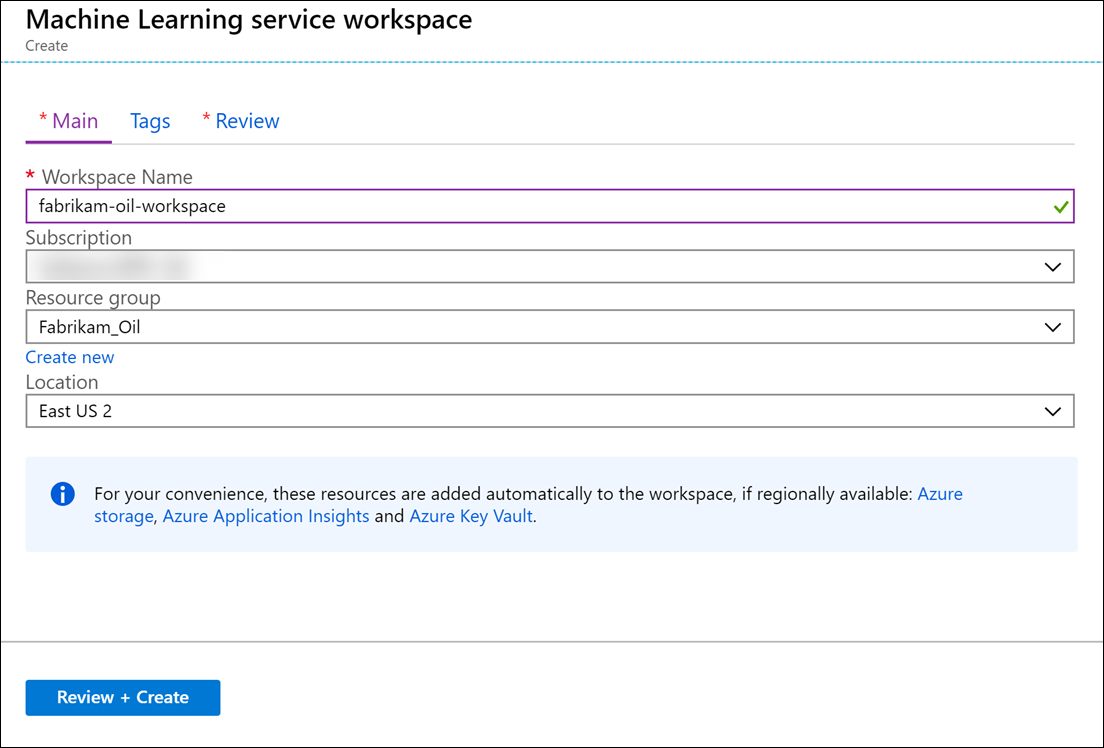 Machine Learning service workspace
Create
* Main Tags * Review
* Workspace Name
fabrikam-oil-workspace
Subscription
Resource group
Fabrikam_Oil
Create new
Location
East US 2
For your convenience, these resources are added automatically to the workspace, if regionally available: Azure
storage, Azure Application Insights and Azure Key Vault.
Review + Create